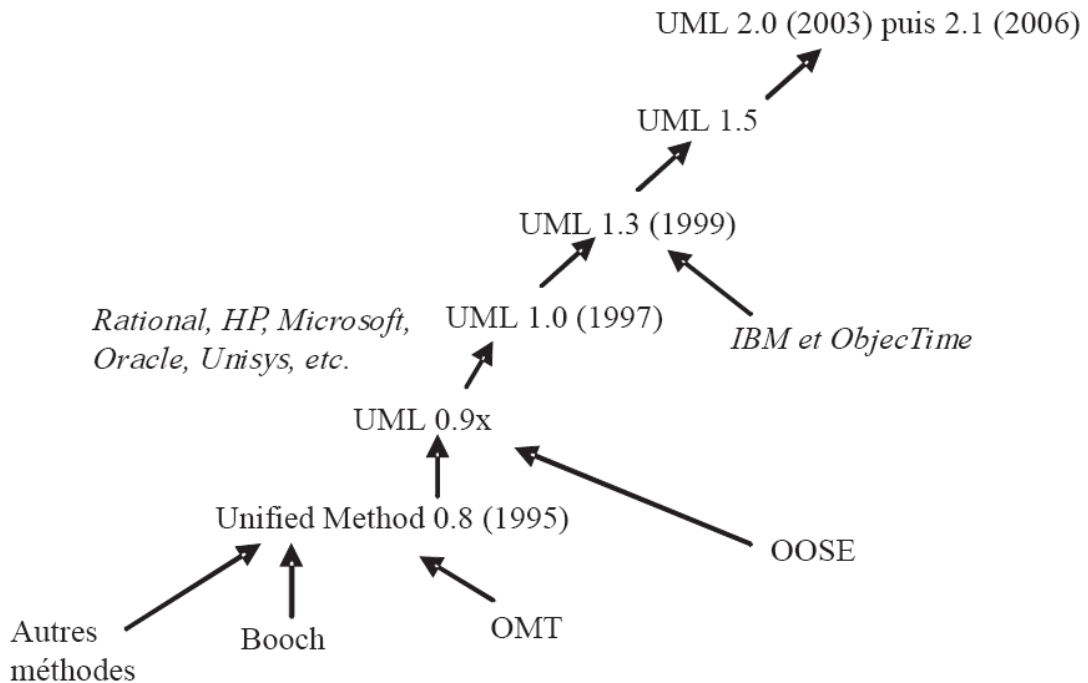 UML 2.0 (2003) puis 2.1 (2006)
UML 1.5
UML 1.3 (1999)
Rational, HP, Microsoft,
Oracle, Unisys, etc.
UML 1.0 (1997)
IBM et ObjecTime
UML 0.9x
Unified Method 0.8 (1995)
OOSE
Autres
méthodes
Booch
OMT